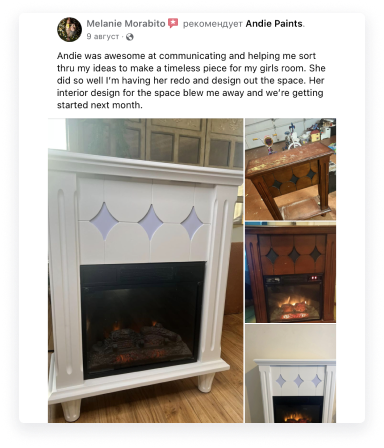 Melanie Morabito рекомендует Andie Paints.
9 август ·
Andie was awesome at communicating and helping me sort
thru my ideas to make a timeless piece for my girls room. She
did so well I'm having her redo and design out the space. Her
interior design for the space blew me away and we're getting
started next month.